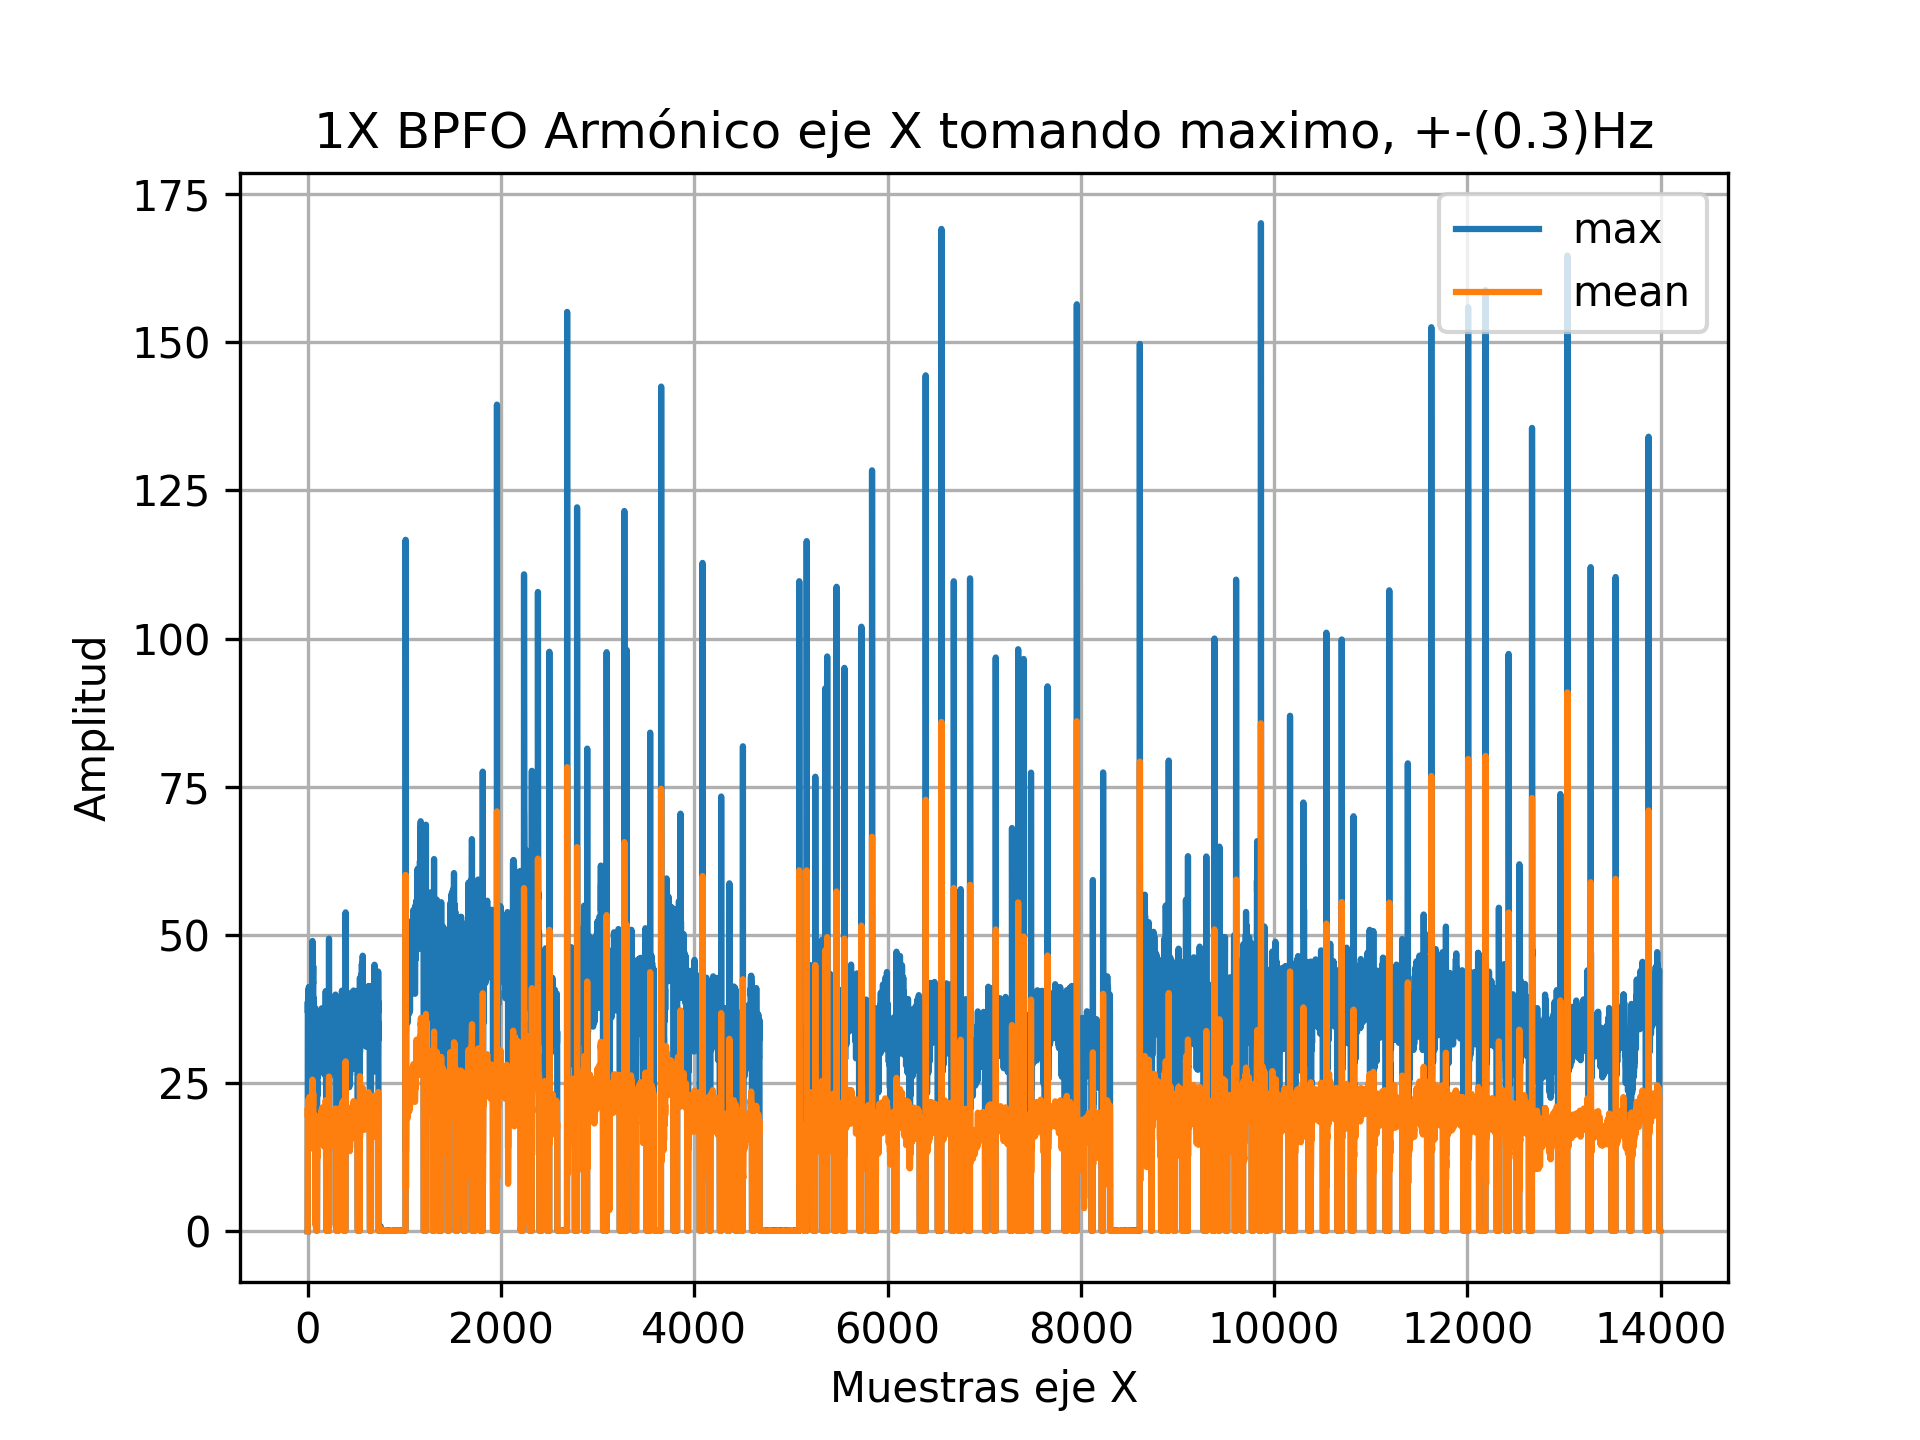 1X BPFO Armónico eje X tomando maximo, +-(0.3)Hz
max
mean
175
150
125
100
75
50
25
0
Amplitud
0 2000 4000 6000 8000 10000 12000 14000
Muestras eje X